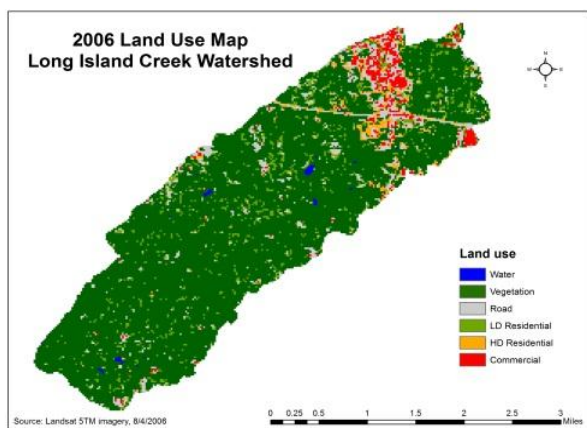 2006 Land Use Map
Long Island Creek Watershed
N
W E
S
Land use
Water
Vegetation
Road
LD Residential
HD Residential
Commercial
Source: Landsat 5TM imagery, 8/4/2006
0 0.25 0.5 1 1.5 2 2.5 3
Miles